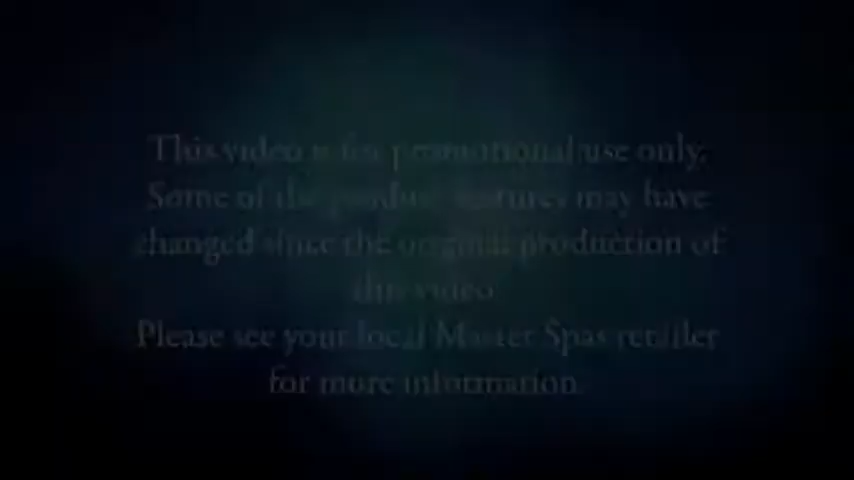 This video is for promotional use only.
Some of the product features may have
changed since the original production of
this video.
Please see your local Master Spas retailer
for more information.